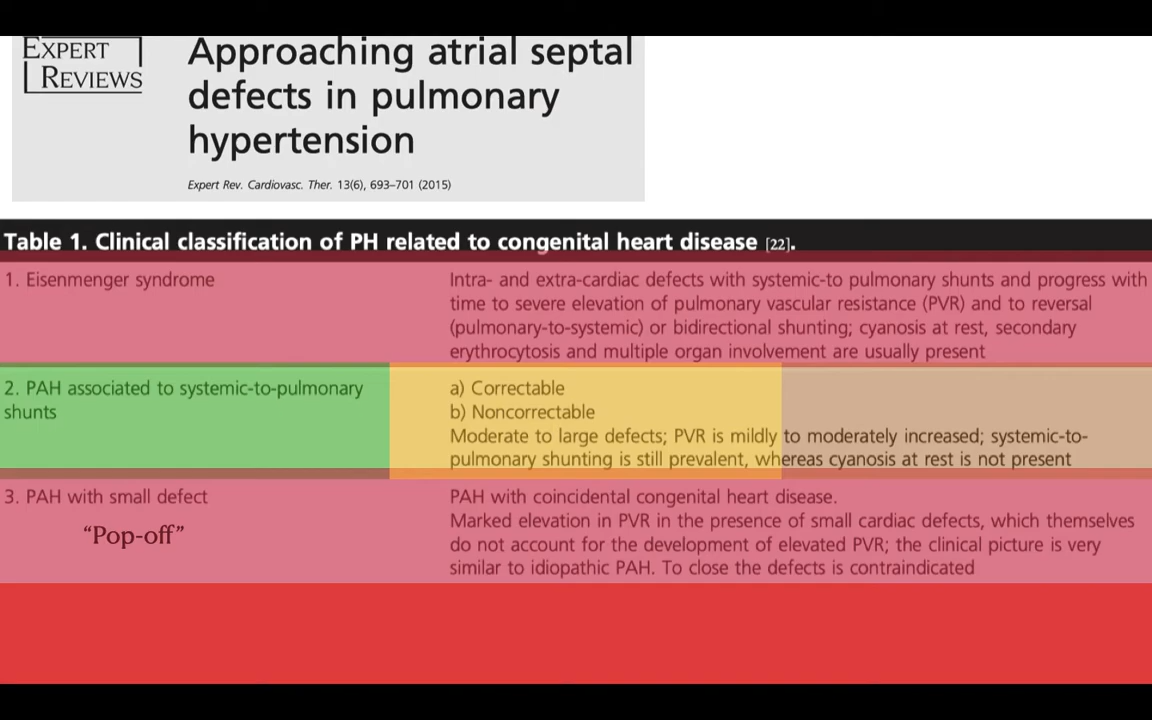 EXPERT
REVIEWS
Approaching atrial septal
defects in pulmonary
hypertension
Expert Rev. Cardiovasc. Ther. 13(6), 693–701 (2015)
Table 1. Clinical classification of PH related to congenital heart disease [22].
1. Eisenmenger syndrome
Intra- and extra-cardiac defects with systemic-to pulmonary shunts and progress with
time to severe elevation of pulmonary vascular resistance (PVR) and to reversal
(pulmonary-to-systemic) or bidirectional shunting; cyanosis at rest, secondary
erythrocytosis and multiple organ involvement are usually present
2. PAH associated to systemic-to-pulmonary
shunts
a) Correctable
b) Noncorrectable
Moderate to large defects; PVR is mildly to moderately increased; systemic-to-
pulmonary shunting is still prevalent, whereas cyanosis at rest is not present
3. PAH with small defect
“Pop-off”
PAH with coincidental congenital heart disease.
Marked elevation in PVR in the presence of small cardiac defects, which themselves
do not account for the development of elevated PVR; the clinical picture is very
similar to idiopathic PAH. To close the defects is contraindicated